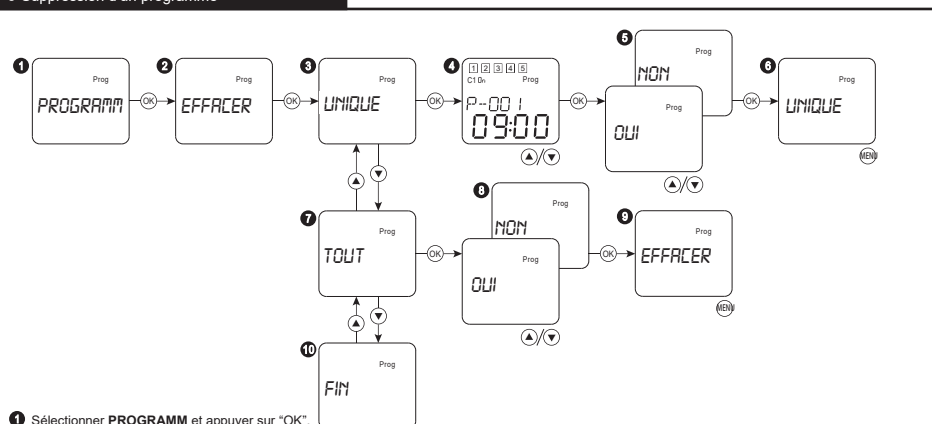 Suppression d'un programme
1 2 3 4 5 6
Prog
PROGRAMM
OK
Prog
EFFACER
OK
Prog
UNIQUE
OK
1 2 3 4 5
C1 On Prog
P--001
09:00
OK
Prog
NON
Prog
OUI
OK
Prog
UNIQUE
MENU
7
Prog
TOUT
OK
8
Prog
NON
Prog
OUI
OK
9
Prog
EFFACER
MENU
10
Prog
FIN
1 Sélectionner PROGRAMM et appuyer sur “OK”.